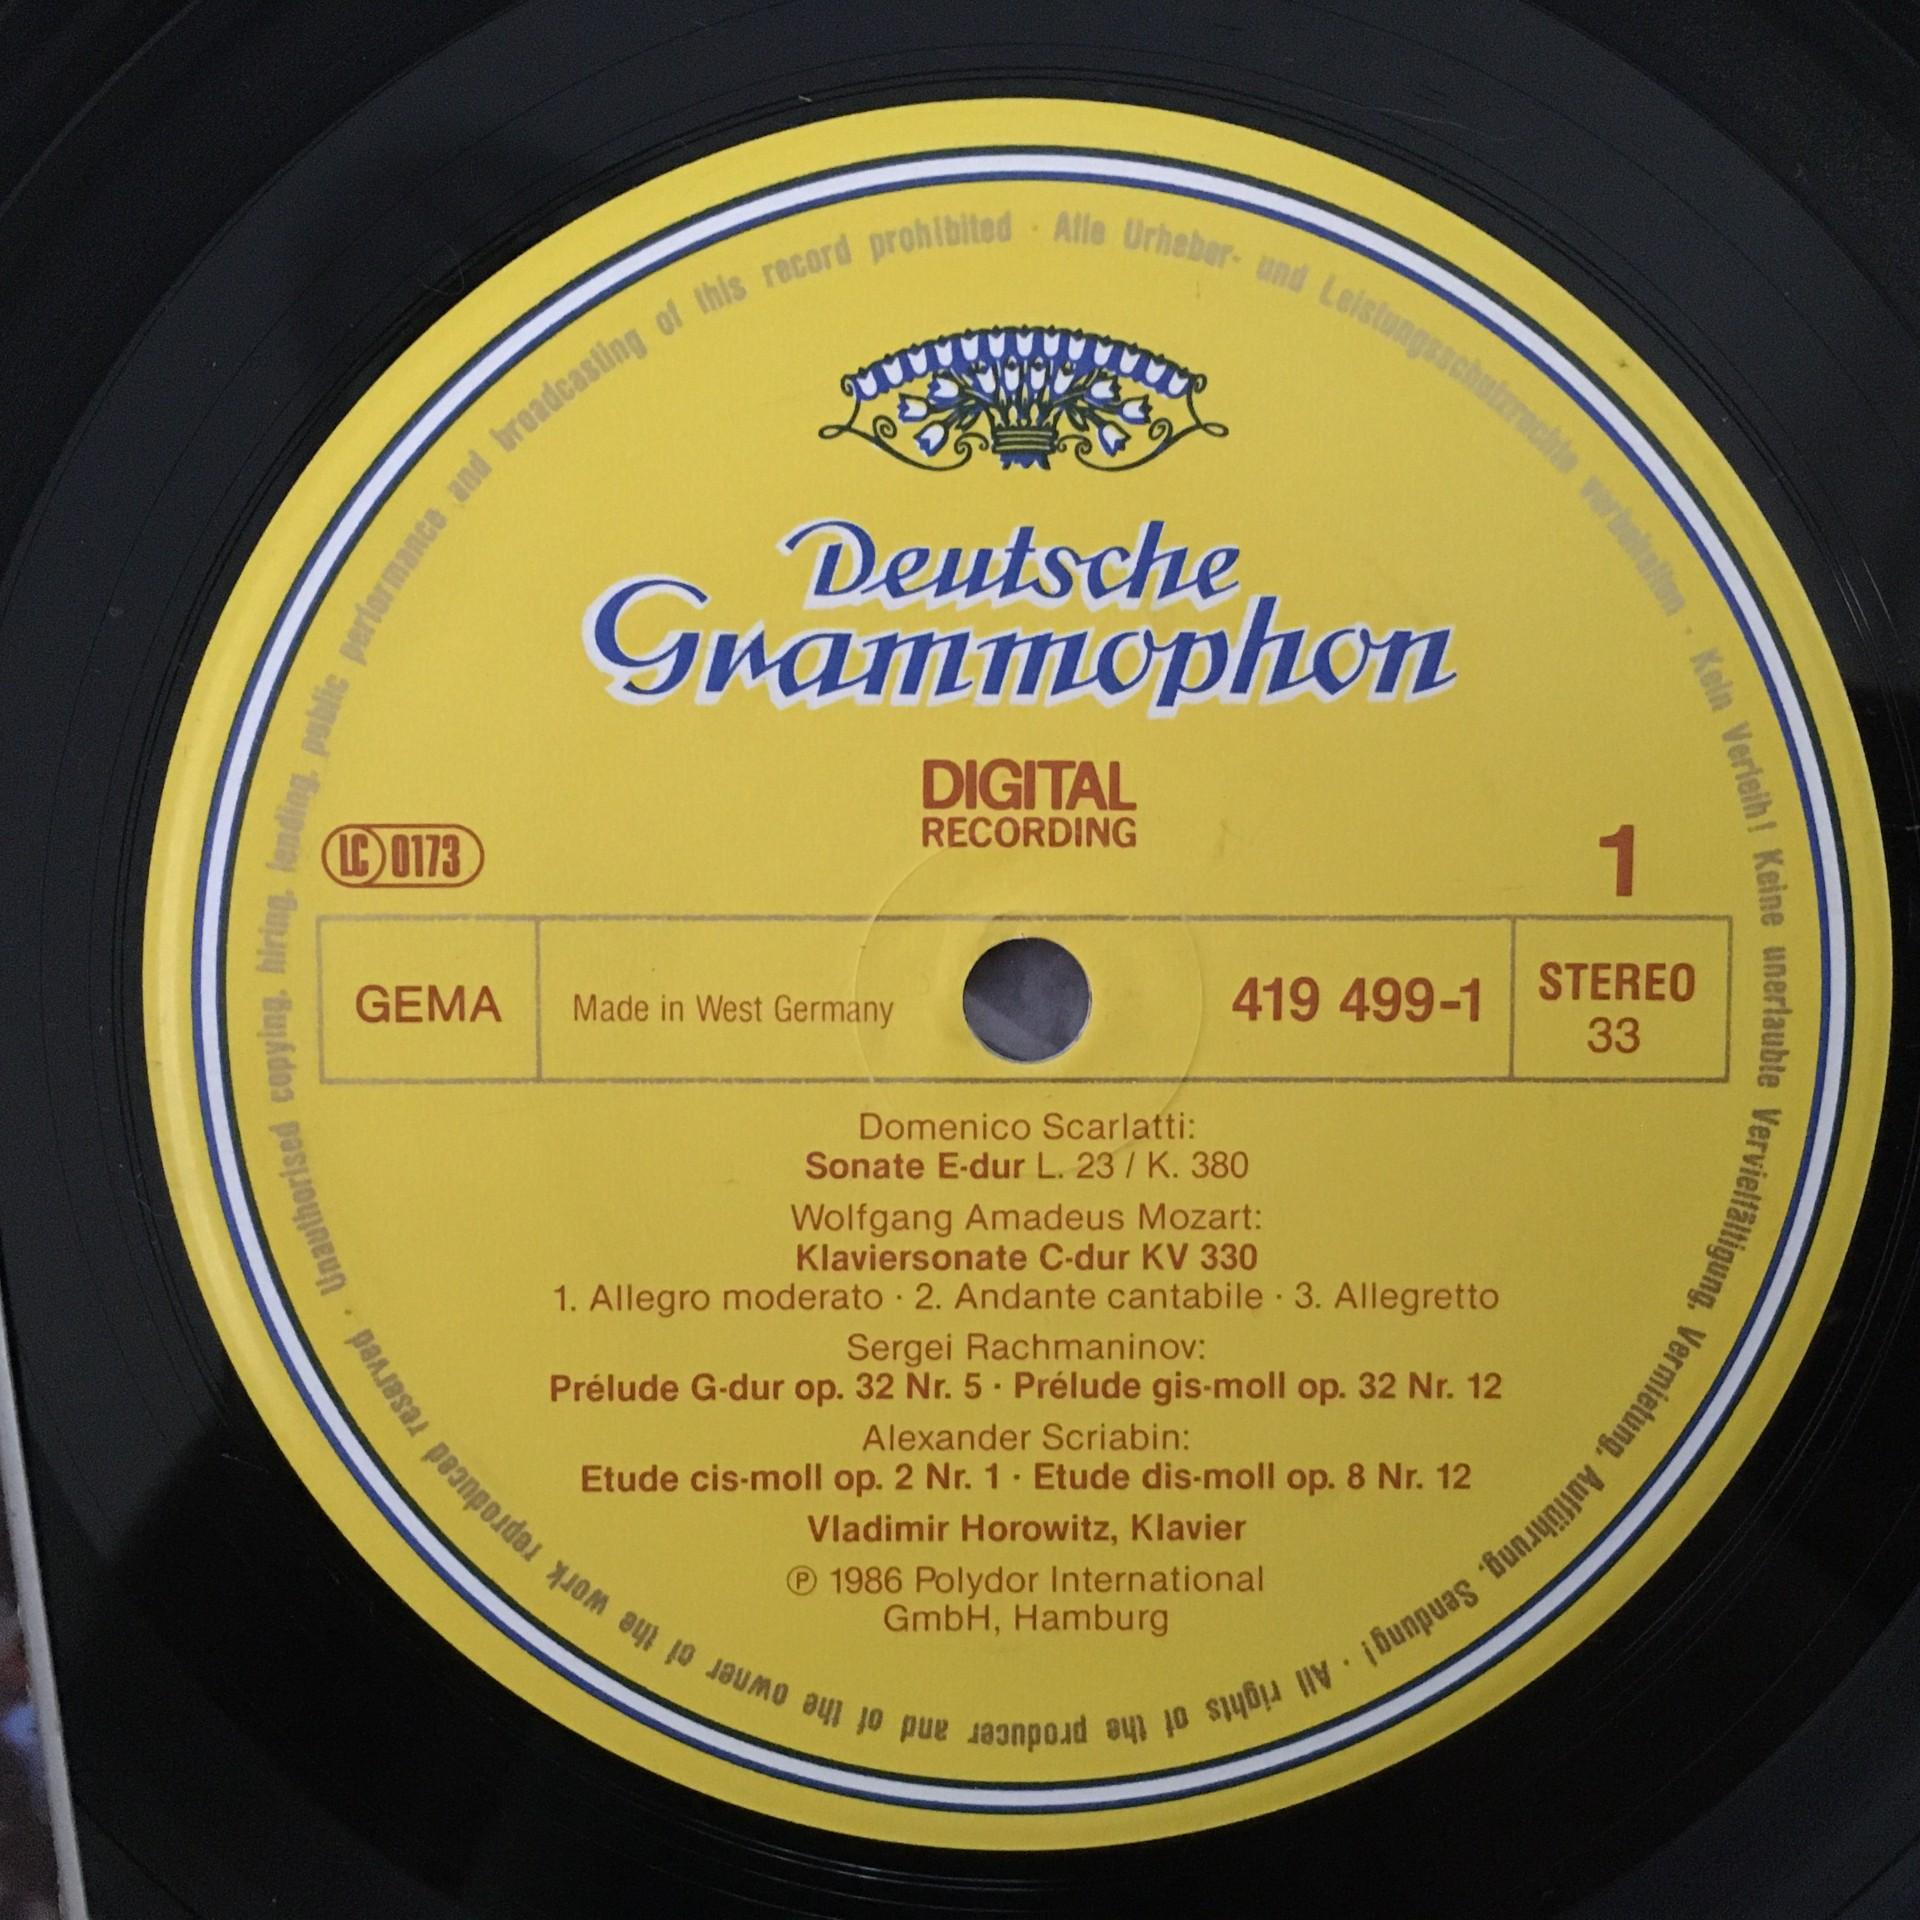 Deutsche
Grammophon
DIGITAL
RECORDING
LC 0173
1
GEMA
Made in West Germany
419 499-1
STEREO
33
Domenico Scarlatti:
Sonate E-dur L. 23 / K. 380
Wolfgang Amadeus Mozart:
Klaviersonate C-dur KV 330
1. Allegro moderato · 2. Andante cantabile · 3. Allegretto
Sergei Rachmaninov:
Prélude G-dur op. 32 Nr. 5 · Prélude gis-moll op. 32 Nr. 12
Alexander Scriabin:
Etude cis-moll op. 2 Nr. 1 · Etude dis-moll op. 8 Nr. 12
Vladimir Horowitz, Klavier
℗ 1986 Polydor International
GmbH, Hamburg
Alle Urheber- und Leistungsschutzrechte vorbehalten · Kein Verleih! Keine unerlaubte Vervielfältigung, Vermietung, Aufführung, Sendung! · All rights of the producer and of the owner of the work reproduced reserved · Unauthorised copying, hiring, lending, public performance and broadcasting of this record prohibited ·